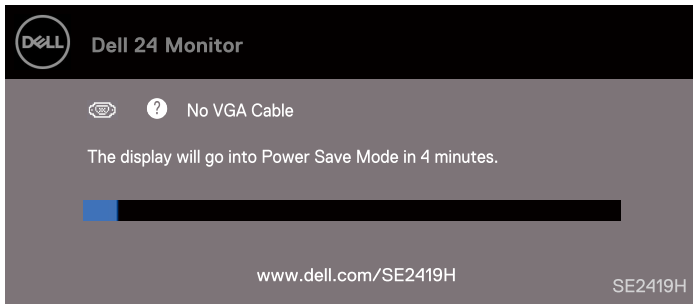 DELL
Dell 24 Monitor
? No VGA Cable
The display will go into Power Save Mode in 4 minutes.
www.dell.com/SE2419H
SE2419H